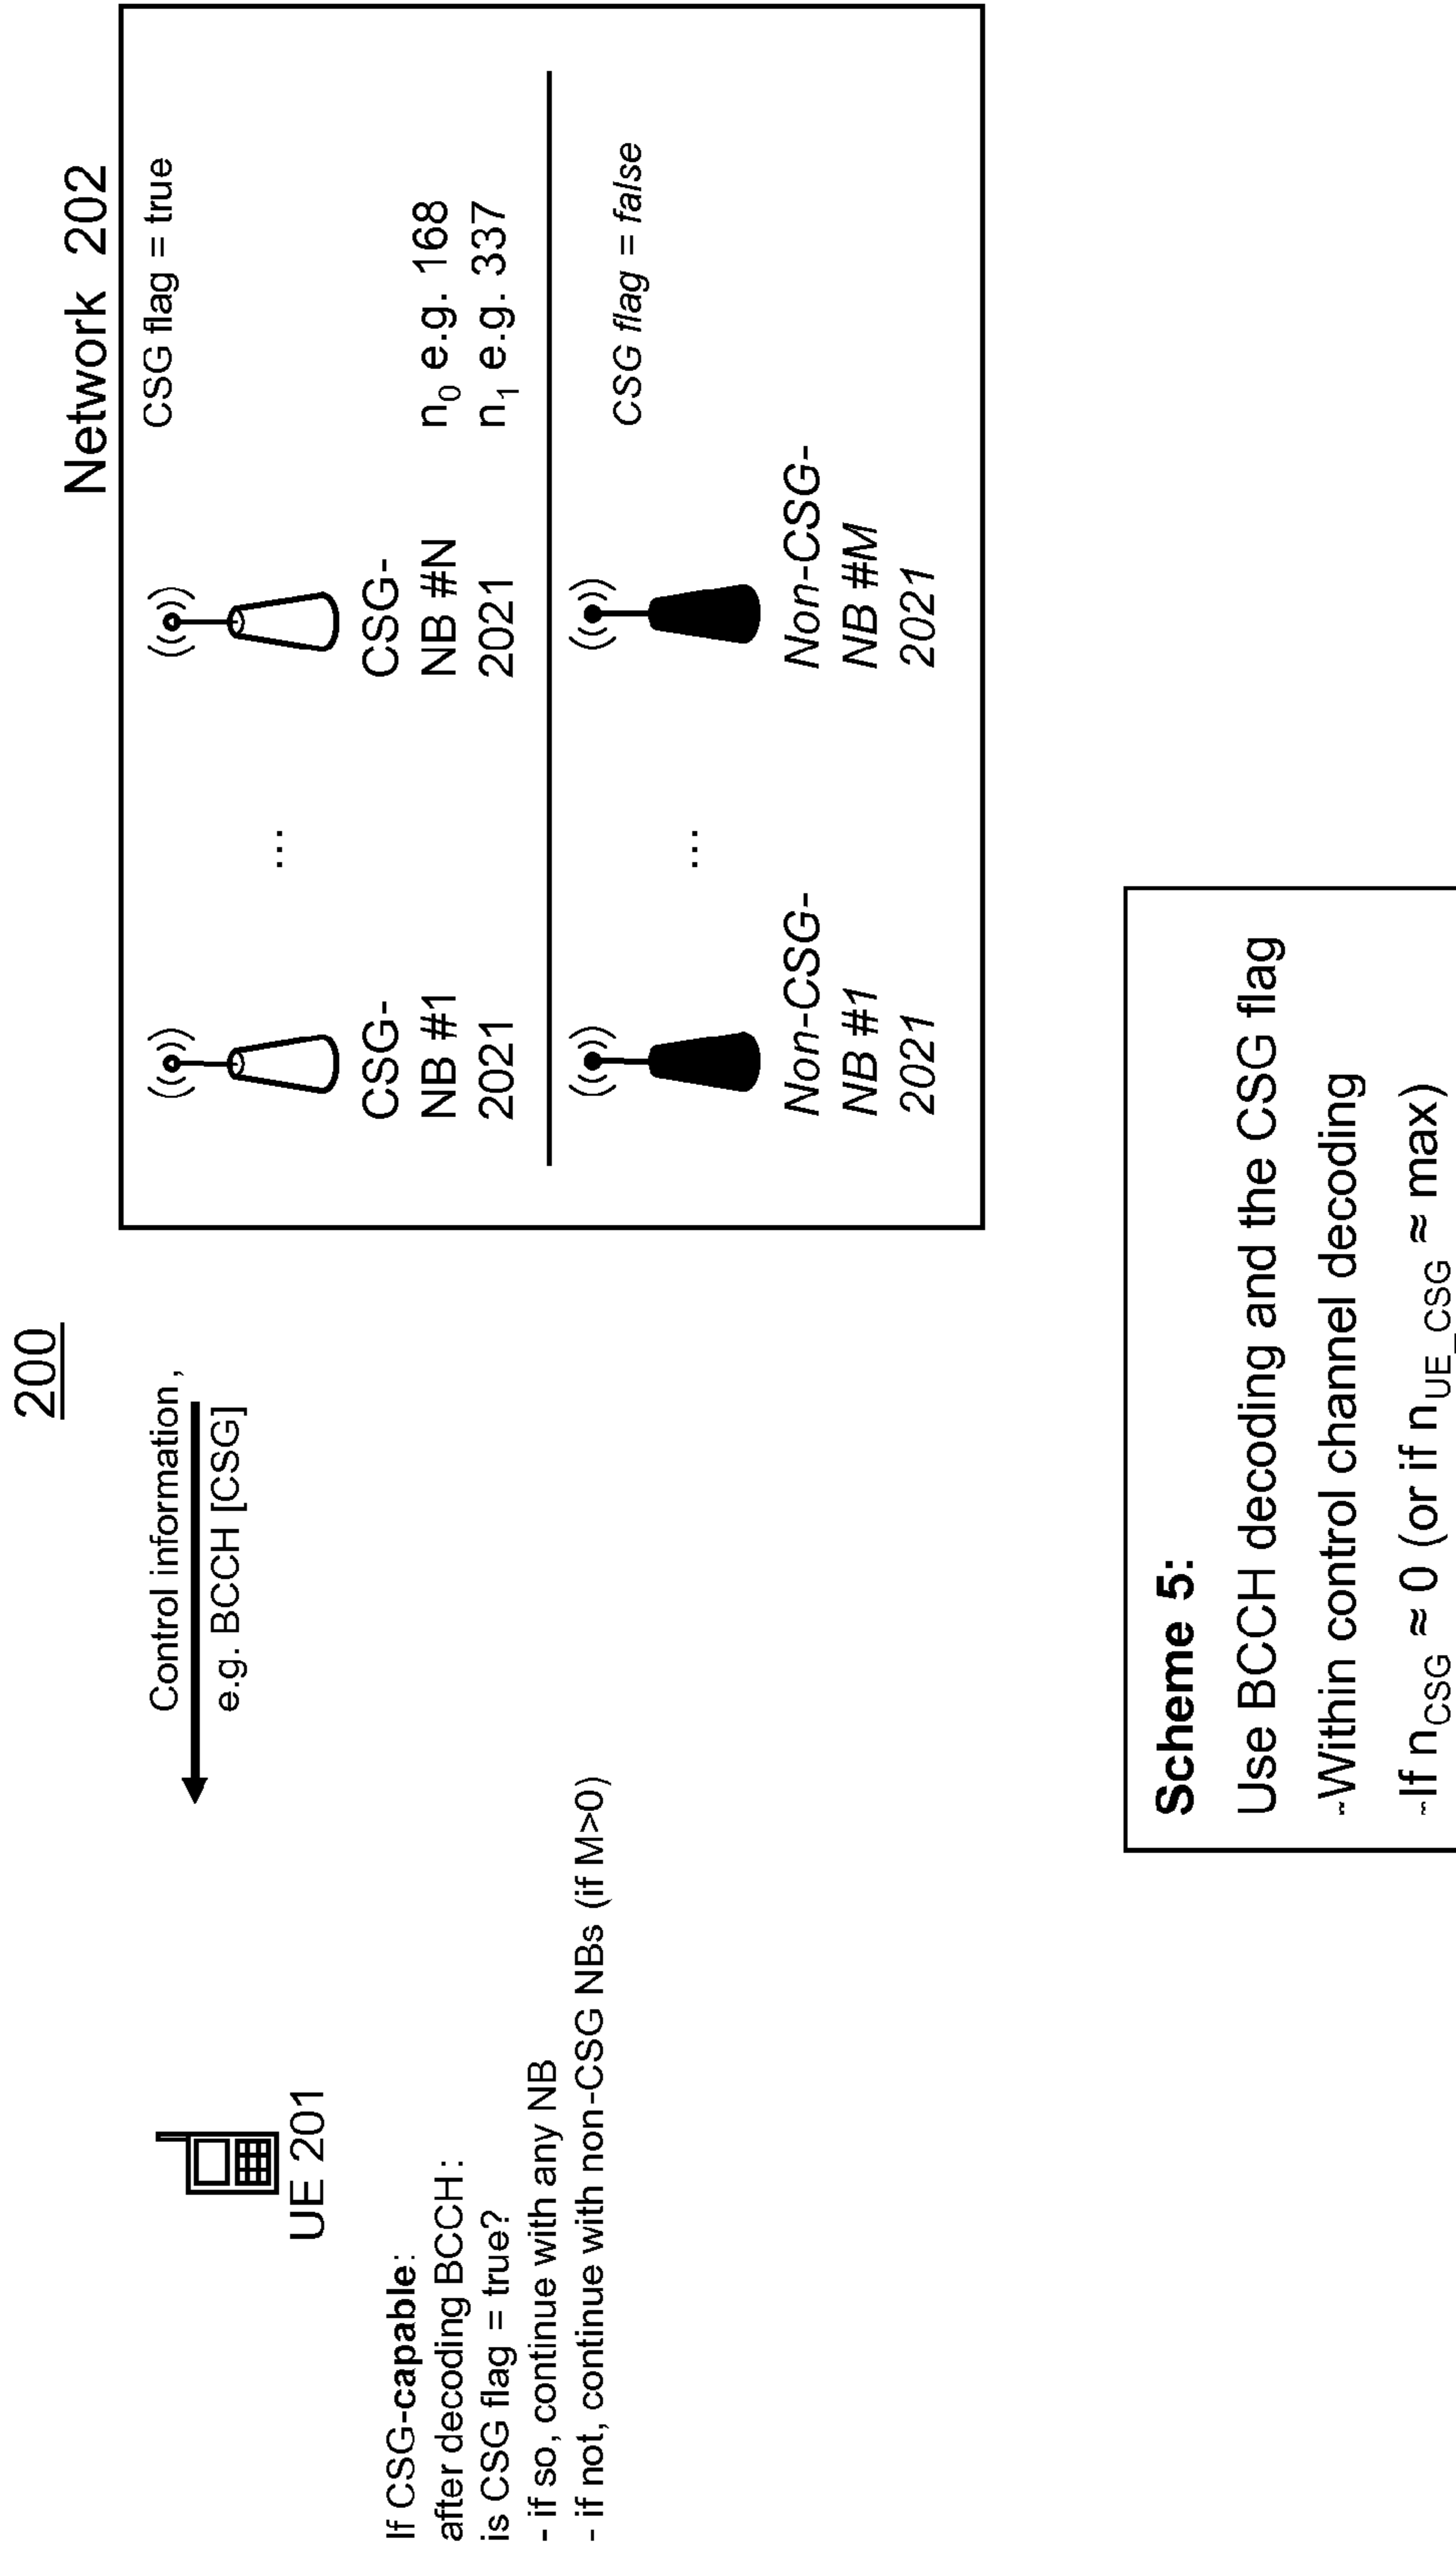 200
Network 202
CSG flag = true
CSG-
NB #1
2021
...
CSG-
NB #N
2021
n0 e.g. 168
n1 e.g. 337
CSG flag = false
Non-CSG-
NB #1
2021
...
Non-CSG-
NB #M
2021
Control information,
e.g. BCCH [CSG]
UE 201
If CSG-capable:
after decoding BCCH:
is CSG flag = true?
- if so, continue with any NB
- if not, continue with non-CSG NBs (if M>0)
Scheme 5:
Use BCCH decoding and the CSG flag
-Within control channel decoding
-If nCSG ≈ 0 (or if nUE_CSG ≈ max)